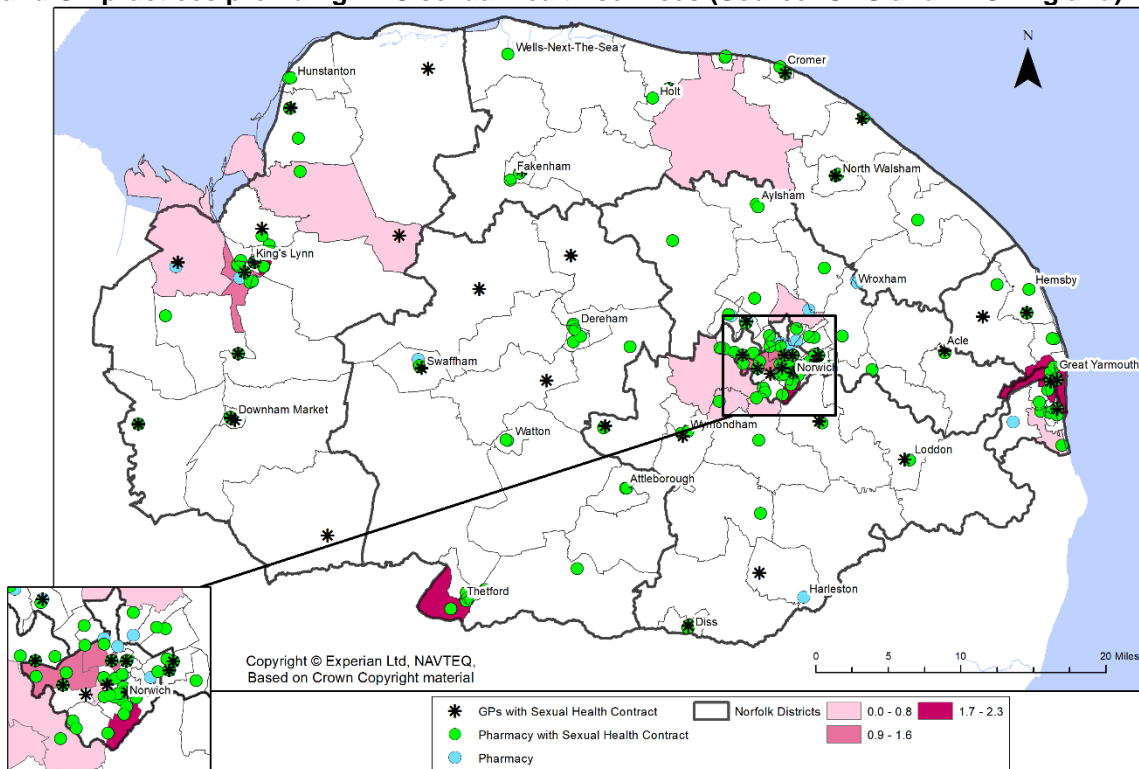 N
Wells-Next-The-Sea
Cromer
Hunstanton
Holt
Fakenham
North Walsham
Aylsham
King's Lynn
Wroxham
Hemsby
Dereham
Swaffham
Acle
Norwich
Great Yarmouth
Downham Market
Watton
Wymondham
Loddon
Attleborough
Thetford
Harleston
Diss
Copyright © Experian Ltd, NAVTEQ,
Based on Crown Copyright material
0 5 10 20 Miles
Norwich
GPs with Sexual Health Contract
Pharmacy with Sexual Health Contract
Pharmacy
Norfolk Districts
0.0 - 0.8
0.9 - 1.6
1.7 - 2.3